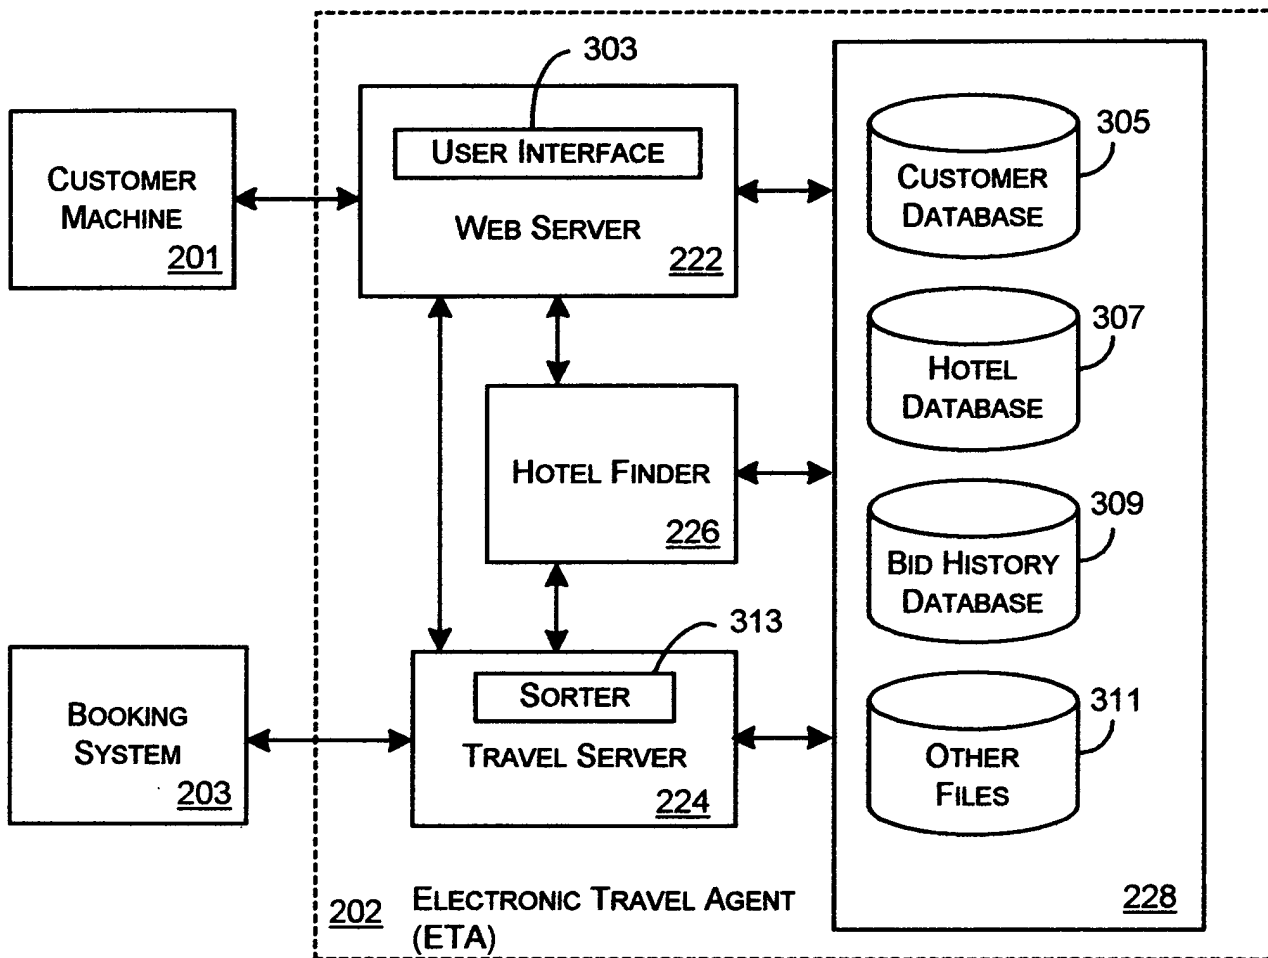 303
USER INTERFACE
WEB SERVER
222
CUSTOMER
MACHINE
201
305
CUSTOMER
DATABASE
307
HOTEL
DATABASE
HOTEL FINDER
226
309
BID HISTORY
DATABASE
313
SORTER
TRAVEL SERVER
224
BOOKING
SYSTEM
203
311
OTHER
FILES
228
202
ELECTRONIC TRAVEL AGENT
(ETA)